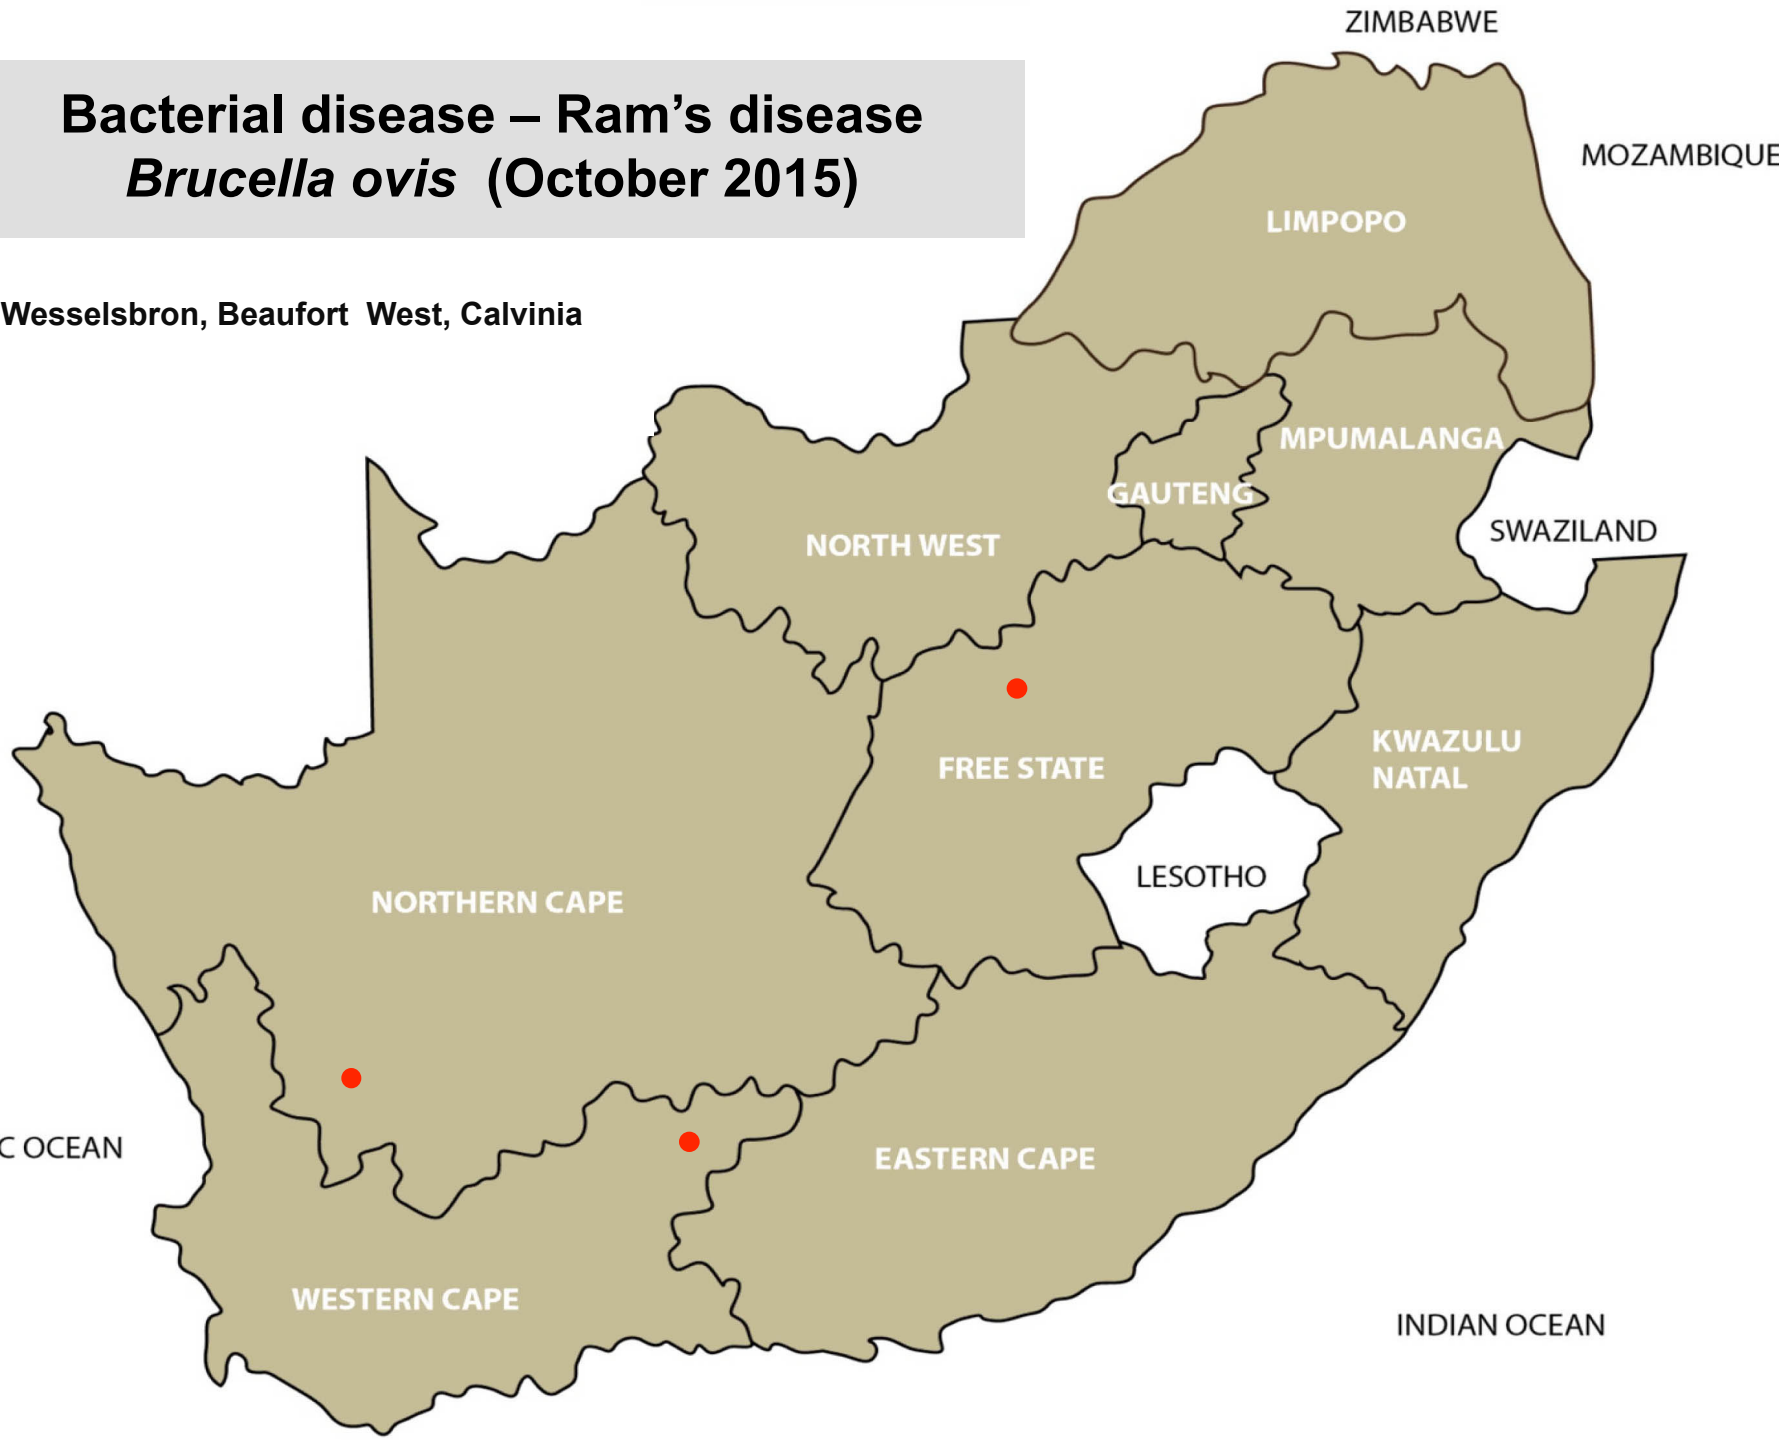 ZIMBABWE
Bacterial disease – Ram’s disease
Brucella ovis (October 2015)
MOZAMBIQUE
LIMPOPO
Wesselsbron, Beaufort West, Calvinia
MPUMALANGA
GAUTENG
SWAZILAND
NORTH WEST
KWAZULU
NATAL
FREE STATE
LESOTHO
NORTHERN CAPE
C OCEAN
EASTERN CAPE
WESTERN CAPE
INDIAN OCEAN